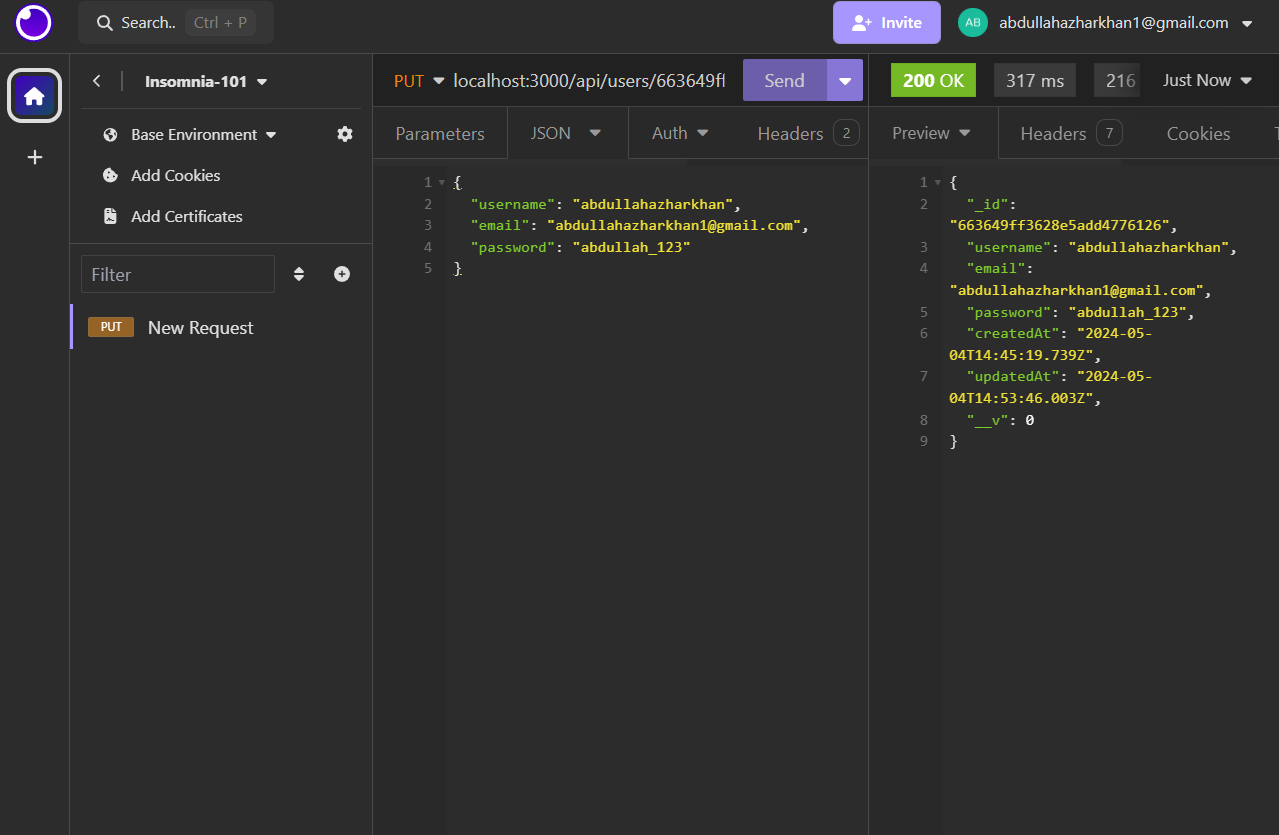 Search.. Ctrl + P
Invite
AB abdullahazharkhan1@gmail.com
Insomnia-101
Base Environment
Add Cookies
Add Certificates
Filter
PUT New Request
PUT localhost:3000/api/users/663649ff
Send
Parameters JSON Auth Headers 2
1 {
2 "username": "abdullahazharkhan",
3 "email": "abdullahazharkhan1@gmail.com",
4 "password": "abdullah_123"
5 }
200 OK 317 ms 216 Just Now
Preview Headers 7 Cookies
1 {
2 "_id":
"663649ff3628e5add4776126",
3 "username": "abdullahazharkhan",
4 "email":
"abdullahazharkhan1@gmail.com",
5 "password": "abdullah_123",
6 "createdAt": "2024-05-
04T14:45:19.739Z",
7 "updatedAt": "2024-05-
04T14:53:46.003Z",
8 "__v": 0
9 }